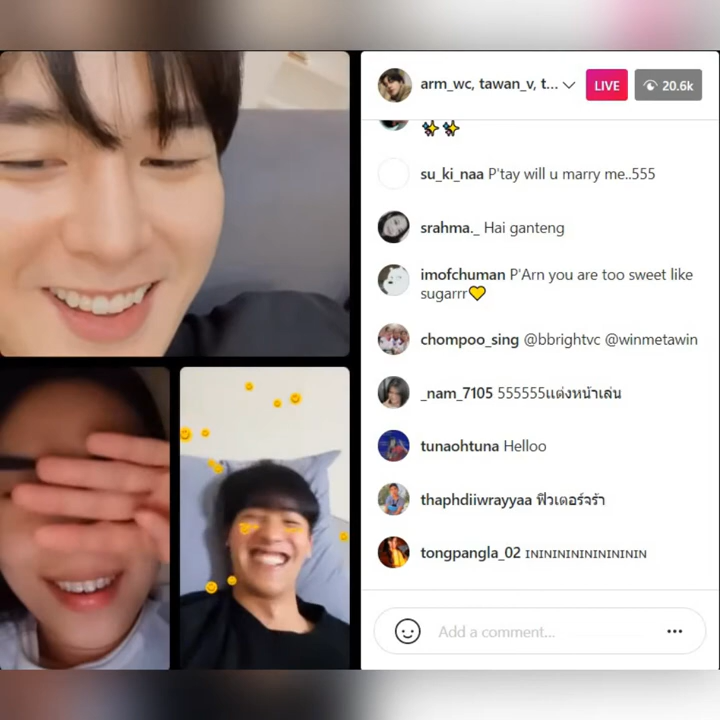 arm_wc, tawan_v, t...
LIVE
20.6k
su_ki_naa P'tay will u marry me..555
srahma._ Hai ganteng
imofchuman P'Arn you are too sweet like
sugarrr💛
chompoo_sing @bbrightvc @winmetawin
_nam_7105 555555แต่งหน้าเล่น
tunaohtuna Helloo
thaphdiiwrayyaa ฟิวเตอร์จร้า
tongpangla_02 ɪɴɪɴɪɴɪɴɪɴɪɴɪɴɪɴ
Add a comment...